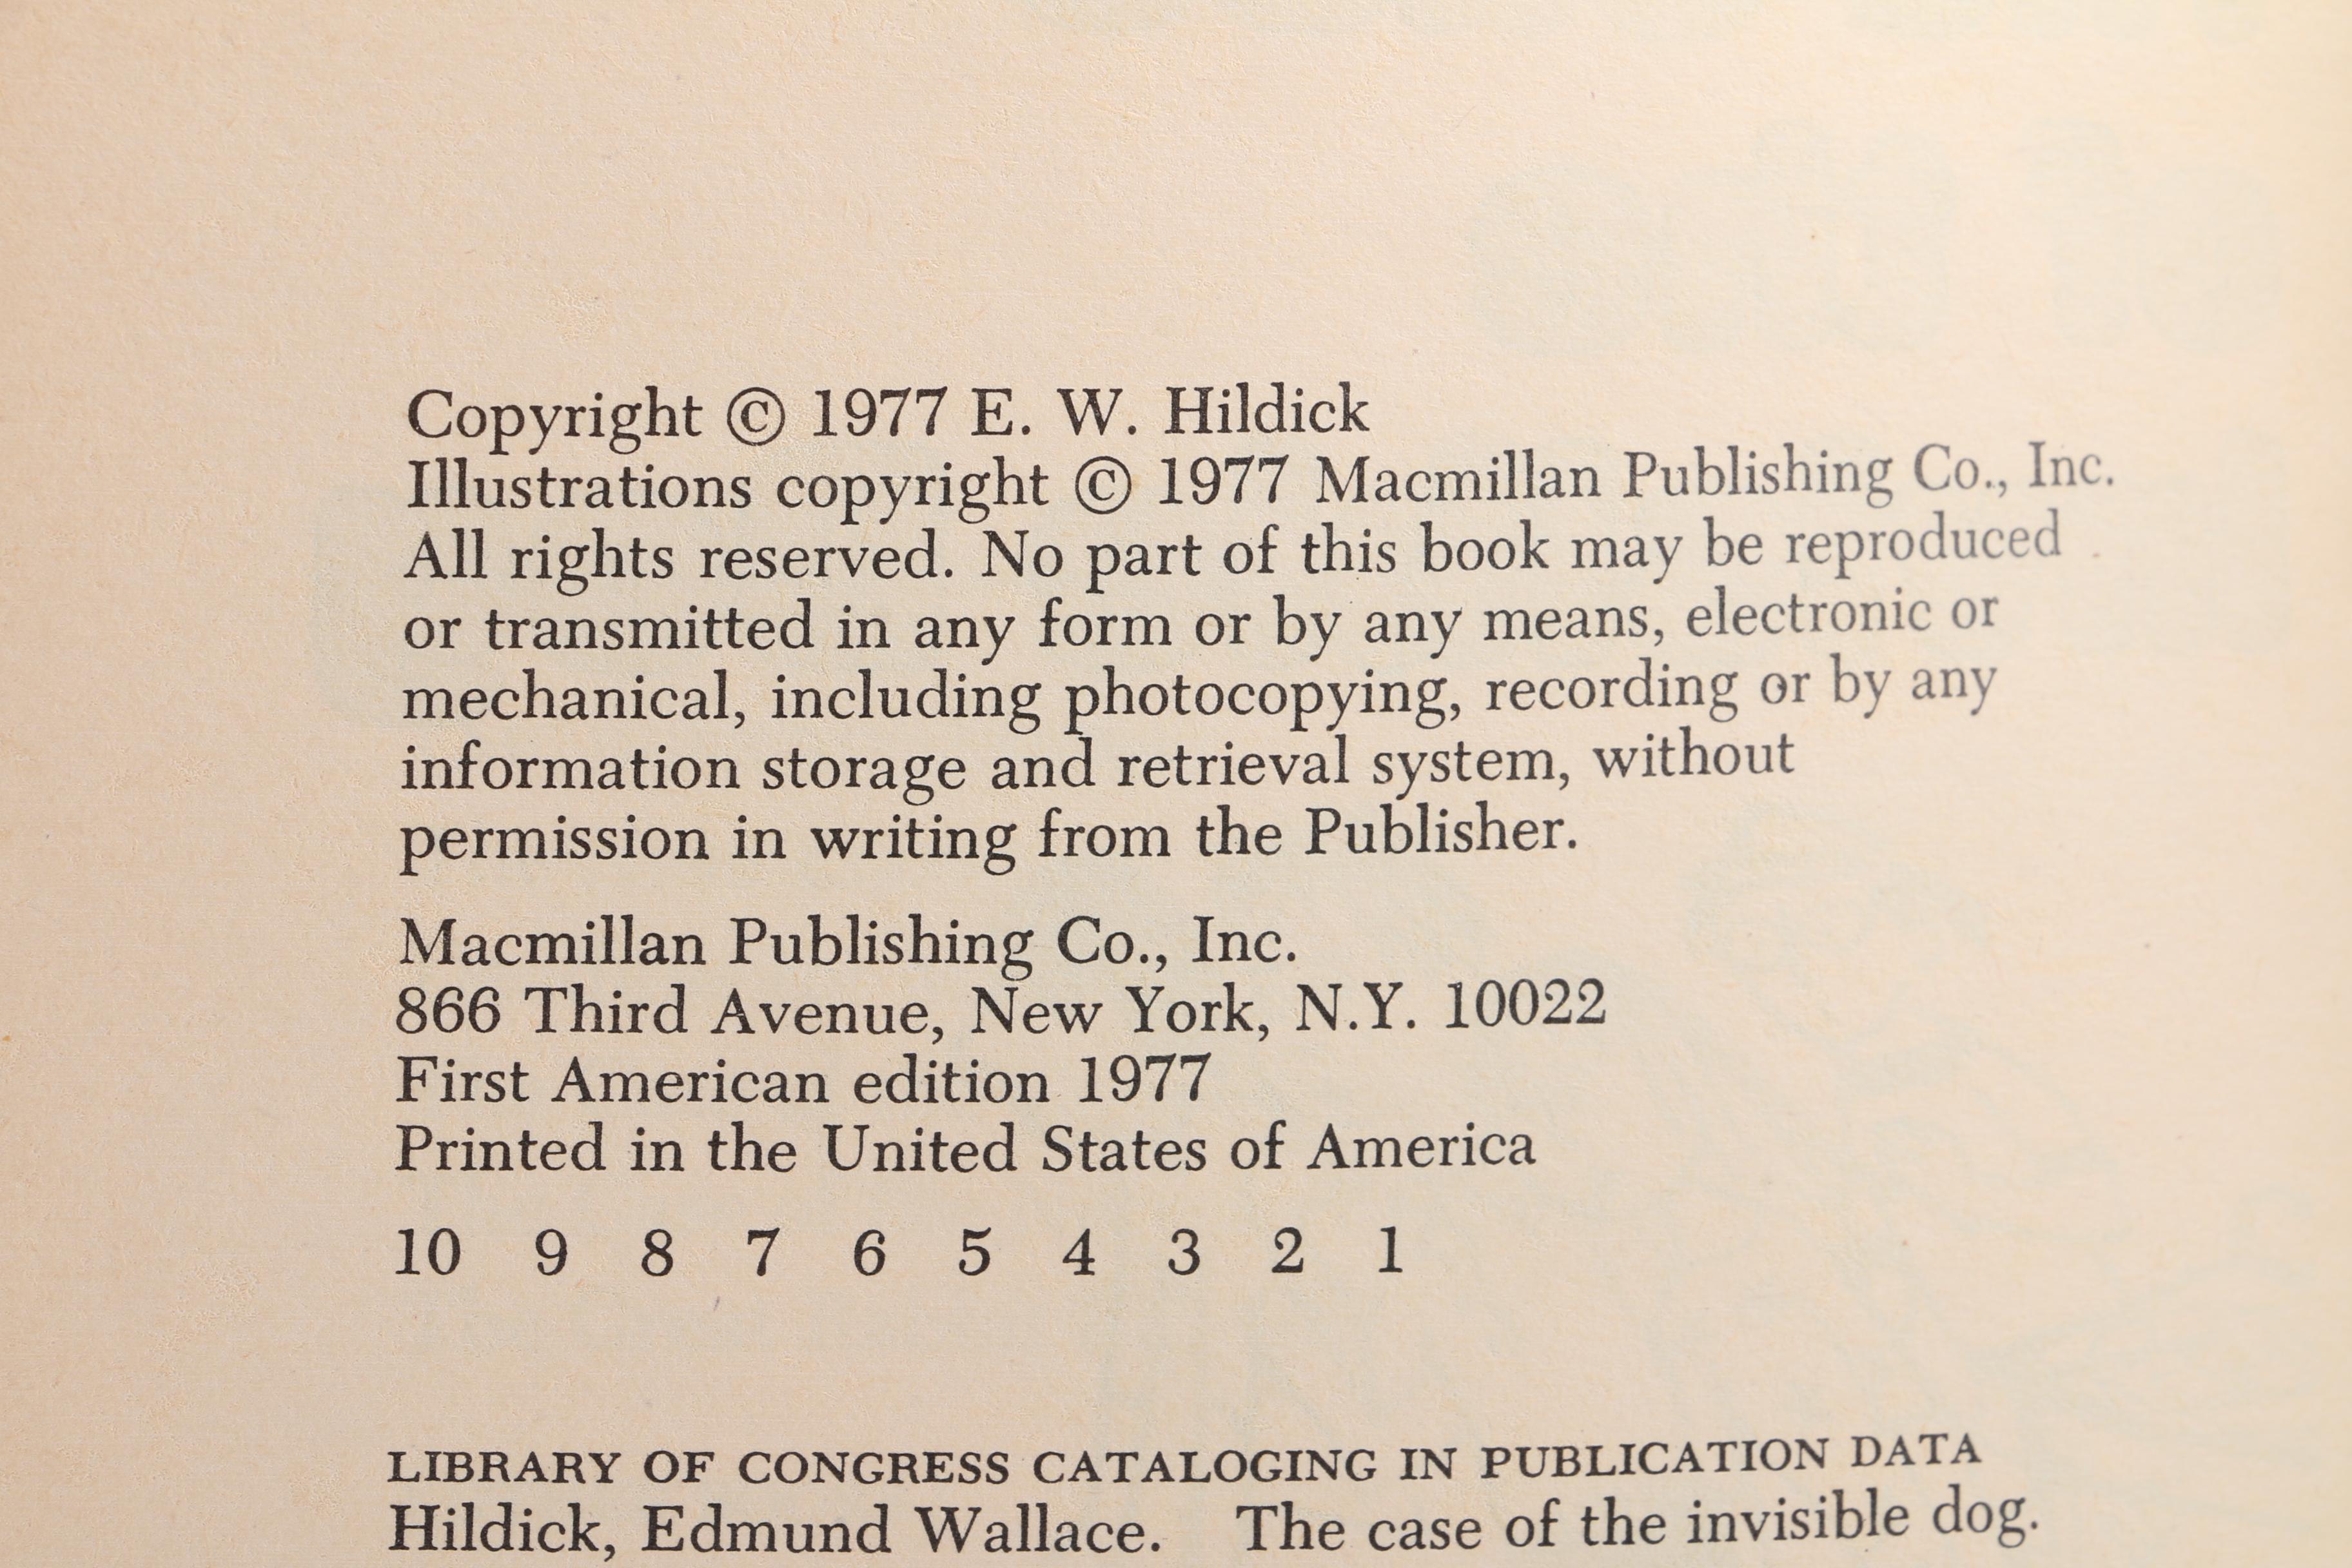 Copyright © 1977 E. W. Hildick
Illustrations copyright © 1977 Macmillan Publishing Co., Inc.
All rights reserved. No part of this book may be reproduced
or transmitted in any form or by any means, electronic or
mechanical, including photocopying, recording or by any
information storage and retrieval system, without
permission in writing from the Publisher.
Macmillan Publishing Co., Inc.
866 Third Avenue, New York, N.Y. 10022
First American edition 1977
Printed in the United States of America
10 9 8 7 6 5 4 3 2 1
LIBRARY OF CONGRESS CATALOGING IN PUBLICATION DATA
Hildick, Edmund Wallace. The case of the invisible dog.